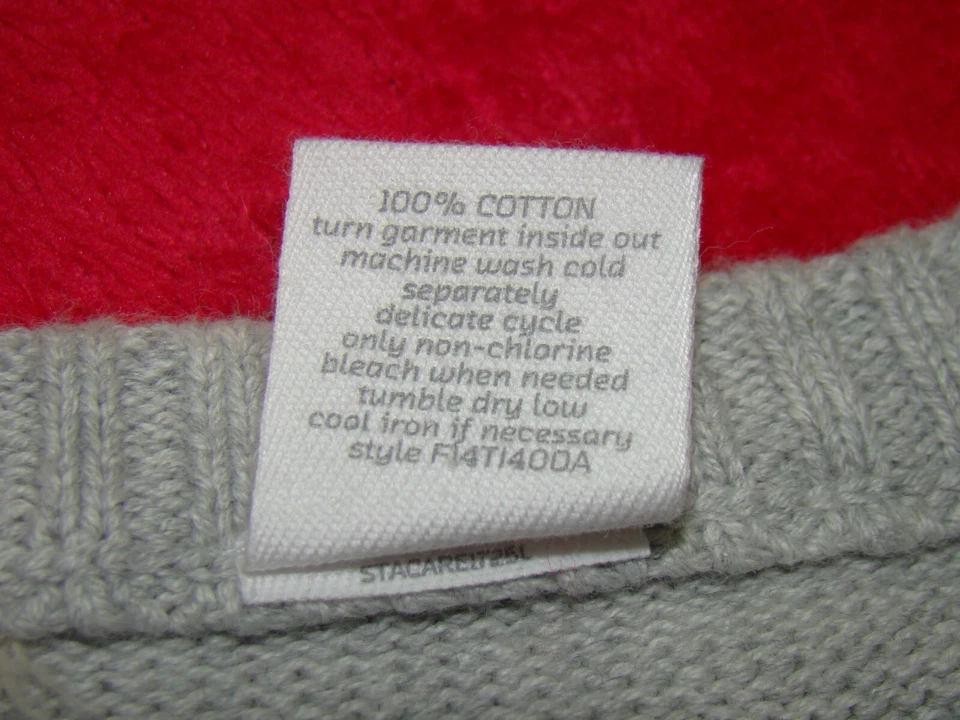 100% COTTON
turn garment inside out
machine wash cold
separately
delicate cycle
only non-chlorine
bleach when needed
tumble dry low
cool iron if necessary
style F14T1400A